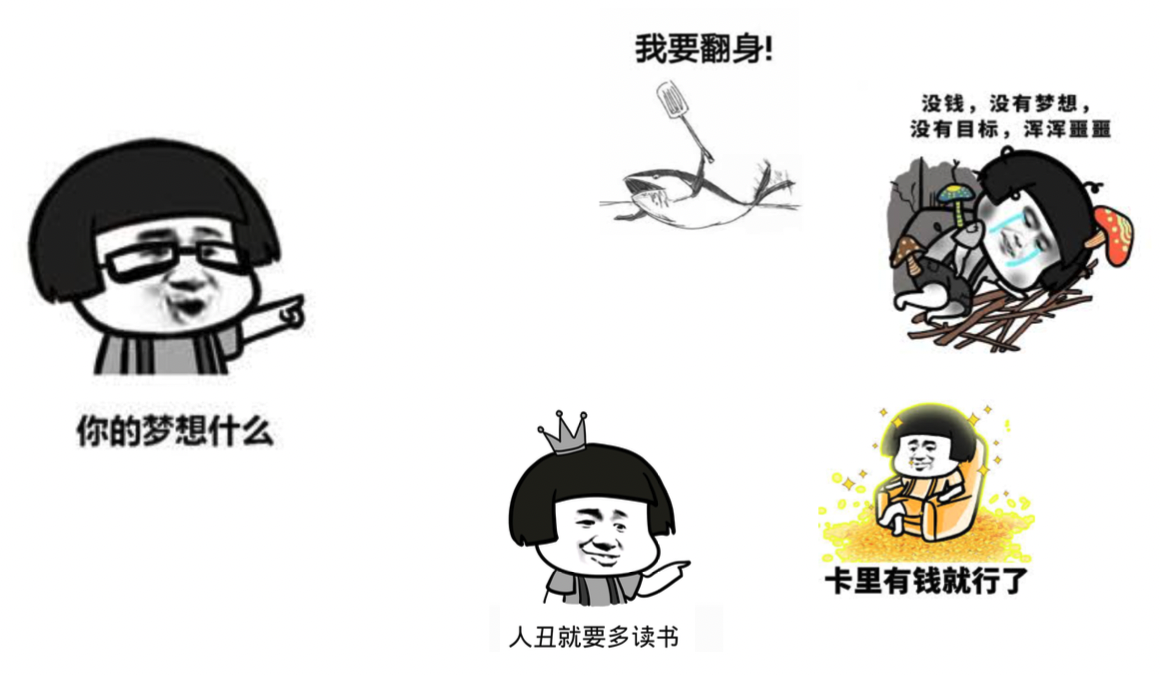 我要翻身!
没钱，没有梦想，
没有目标，浑浑噩噩
你的梦想什么
卡里有钱就行了
人丑就要多读书